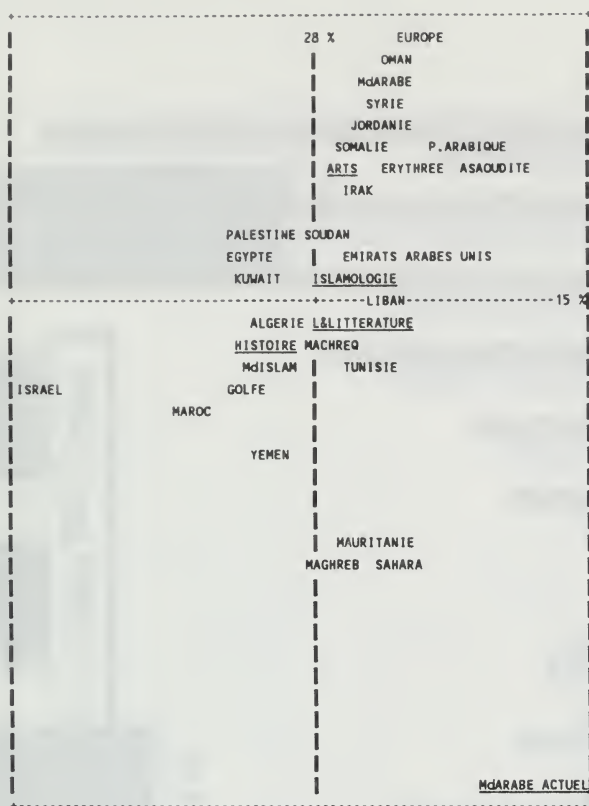 28 % EUROPE
OMAN
MdARABE
SYRIE
JORDANIE
SOMALIE P.ARABIQUE
ARTS ERYTHREE ASAOUDITE
IRAK
PALESTINE SOUDAN
EGYPTE EMIRATS ARABES UNIS
KUWAIT ISLAMOLOGIE
LIBAN 15 %
ALGERIE L&LITTERATURE
HISTOIRE MACHREQ
MdISLAM TUNISIE
ISRAEL GOLFE
MAROC
YEMEN
MAURITANIE
MAGHREB SAHARA
MdARABE ACTUEL